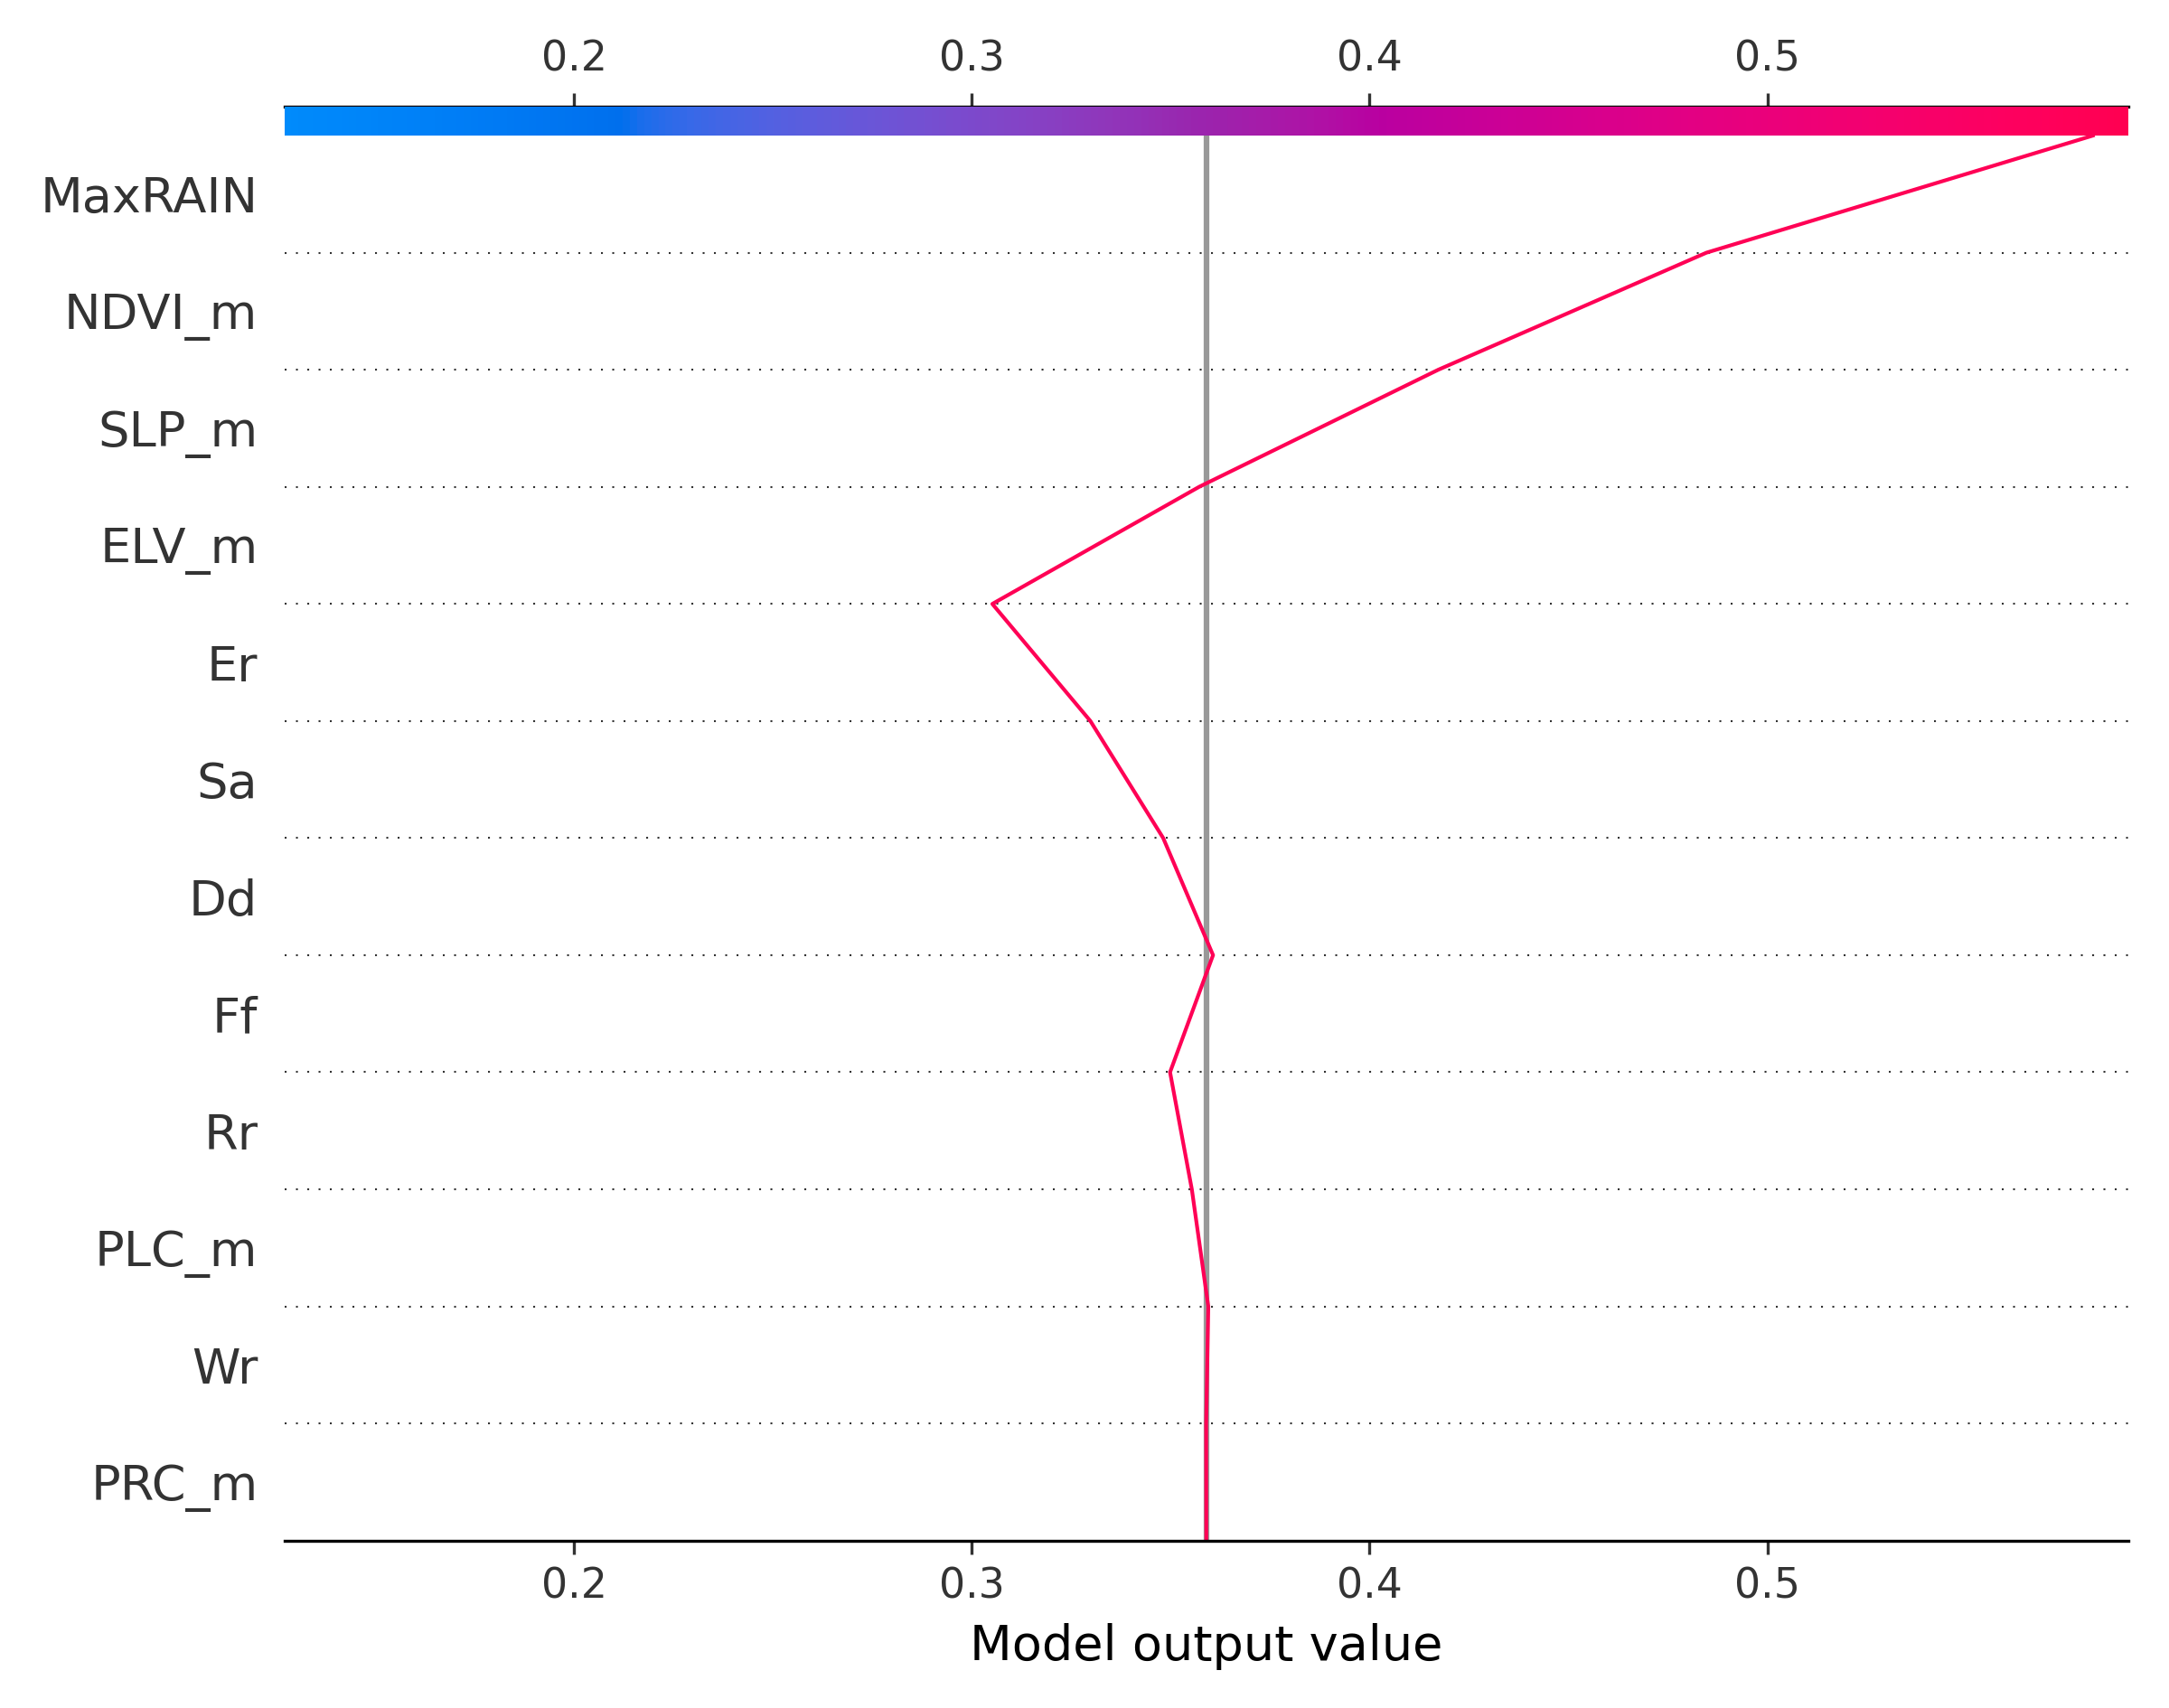 0.2 0.3 0.4 0.5
MaxRAIN
NDVI_m
SLP_m
ELV_m
Er
Sa
Dd
Ff
Rr
PLC_m
Wr
PRC_m
0.2 0.3 0.4 0.5
Model output value